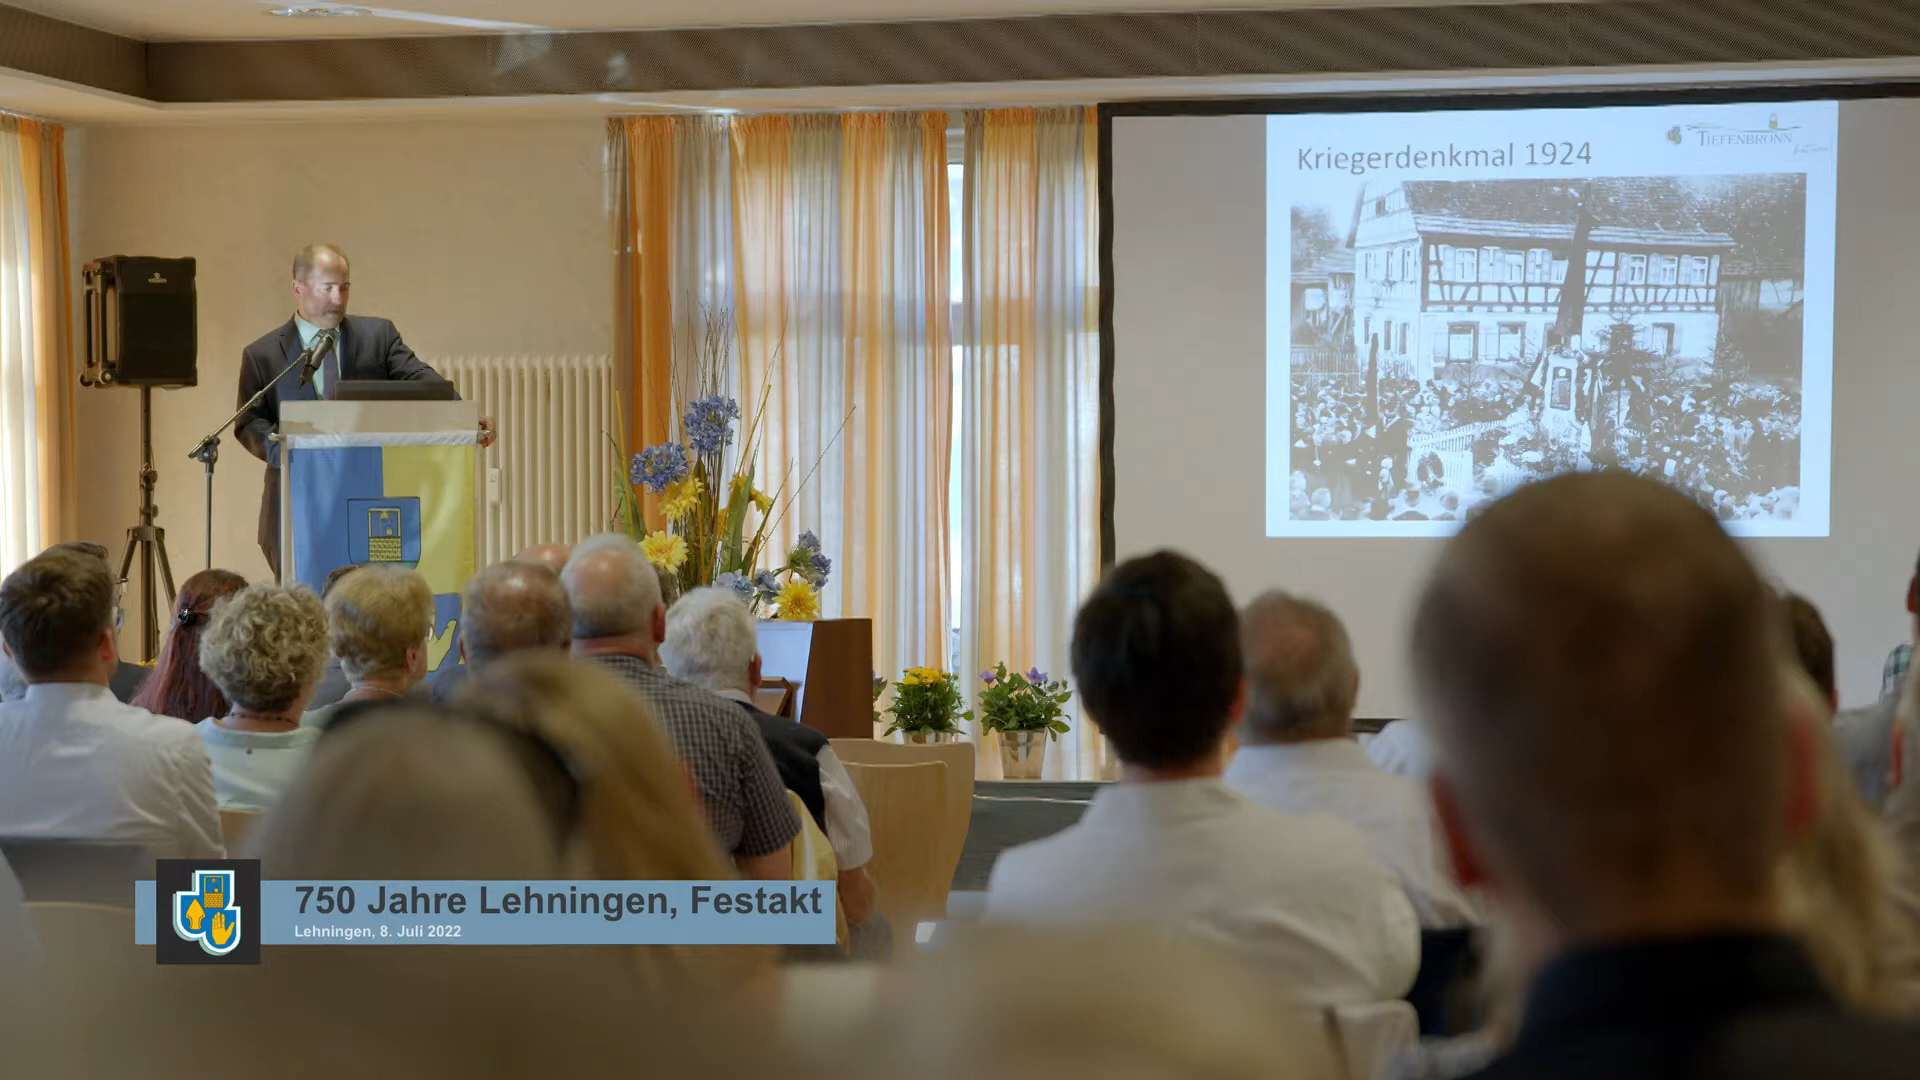 Kriegerdenkmal 1924
TIEFENBRONN
750 Jahre Lehningen, Festakt
Lehningen, 8. Juli 2022